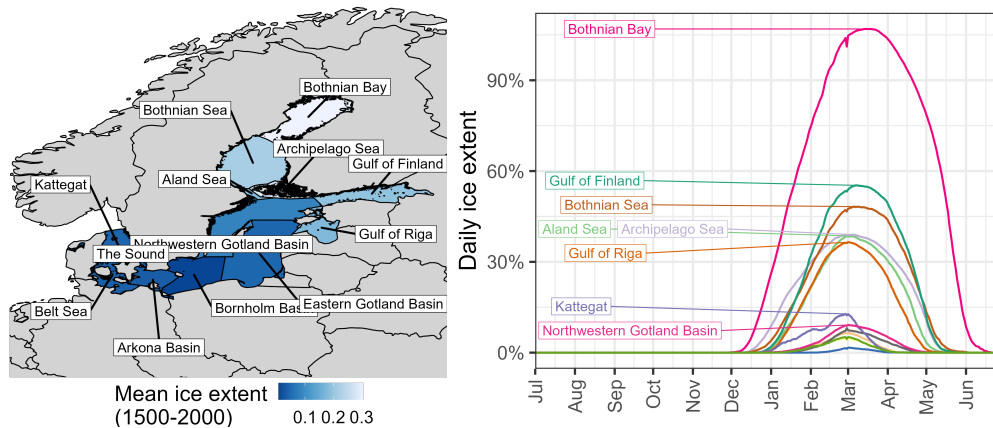 Bothnian Bay
Bothnian Sea
Archipelago Sea
Gulf of Finland
Aland Sea
Kattegat
Gulf of Riga
Northwestern Gotland Basin
The Sound
Belt Sea
Bornholm Bas
Eastern Gotland Basin
Arkona Basin
Mean ice extent
(1500-2000)
0.1 0.2 0.3
Daily ice extent
90%
60%
30%
0%
Bothnian Bay
Gulf of Finland
Bothnian Sea
Aland Sea
Archipelago Sea
Gulf of Riga
Kattegat
Northwestern Gotland Basin
Jul
Aug
Sep
Oct
Nov
Dec
Jan
Feb
Mar
Apr
May
Jun